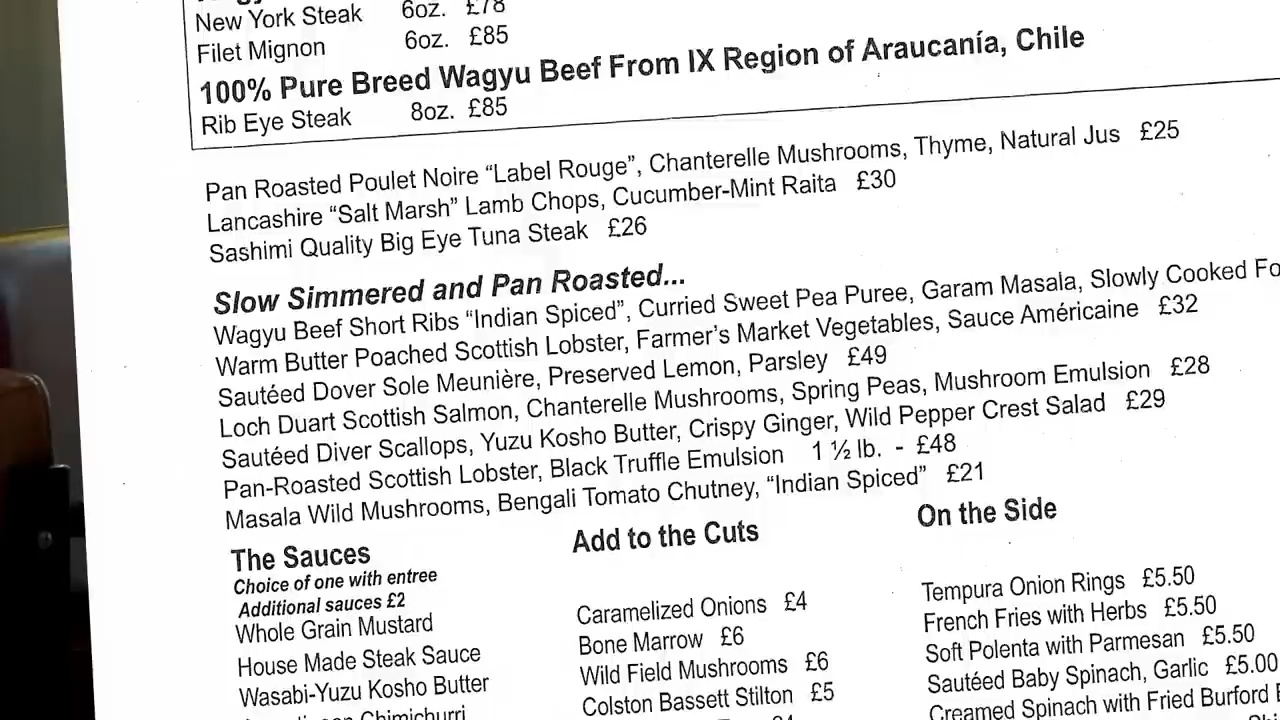 New York Steak 6oz. £78
Filet Mignon 6oz. £85
100% Pure Breed Wagyu Beef From IX Region of Araucanía, Chile
Rib Eye Steak 8oz. £85
Pan Roasted Poulet Noire “Label Rouge”, Chanterelle Mushrooms, Thyme, Natural Jus £25
Lancashire “Salt Marsh” Lamb Chops, Cucumber-Mint Raita £30
Sashimi Quality Big Eye Tuna Steak £26
Slow Simmered and Pan Roasted...
Wagyu Beef Short Ribs “Indian Spiced”, Curried Sweet Pea Puree, Garam Masala, Slowly Cooked Fo
Warm Butter Poached Scottish Lobster, Farmer’s Market Vegetables, Sauce Américaine £32
Sautéed Dover Sole Meunière, Preserved Lemon, Parsley £49
Loch Duart Scottish Salmon, Chanterelle Mushrooms, Spring Peas, Mushroom Emulsion £28
Sautéed Diver Scallops, Yuzu Kosho Butter, Crispy Ginger, Wild Pepper Crest Salad £29
Pan-Roasted Scottish Lobster, Black Truffle Emulsion 1 ½ lb. - £48
Masala Wild Mushrooms, Bengali Tomato Chutney, “Indian Spiced” £21
The Sauces
Choice of one with entree
Additional sauces £2
Whole Grain Mustard
House Made Steak Sauce
Wasabi-Yuzu Kosho Butter
Chimichurri
Add to the Cuts
Caramelized Onions £4
Bone Marrow £6
Wild Field Mushrooms £6
Colston Bassett Stilton £5
On the Side
Tempura Onion Rings £5.50
French Fries with Herbs £5.50
Soft Polenta with Parmesan £5.50
Sautéed Baby Spinach, Garlic £5.00
Creamed Spinach with Fried Burford